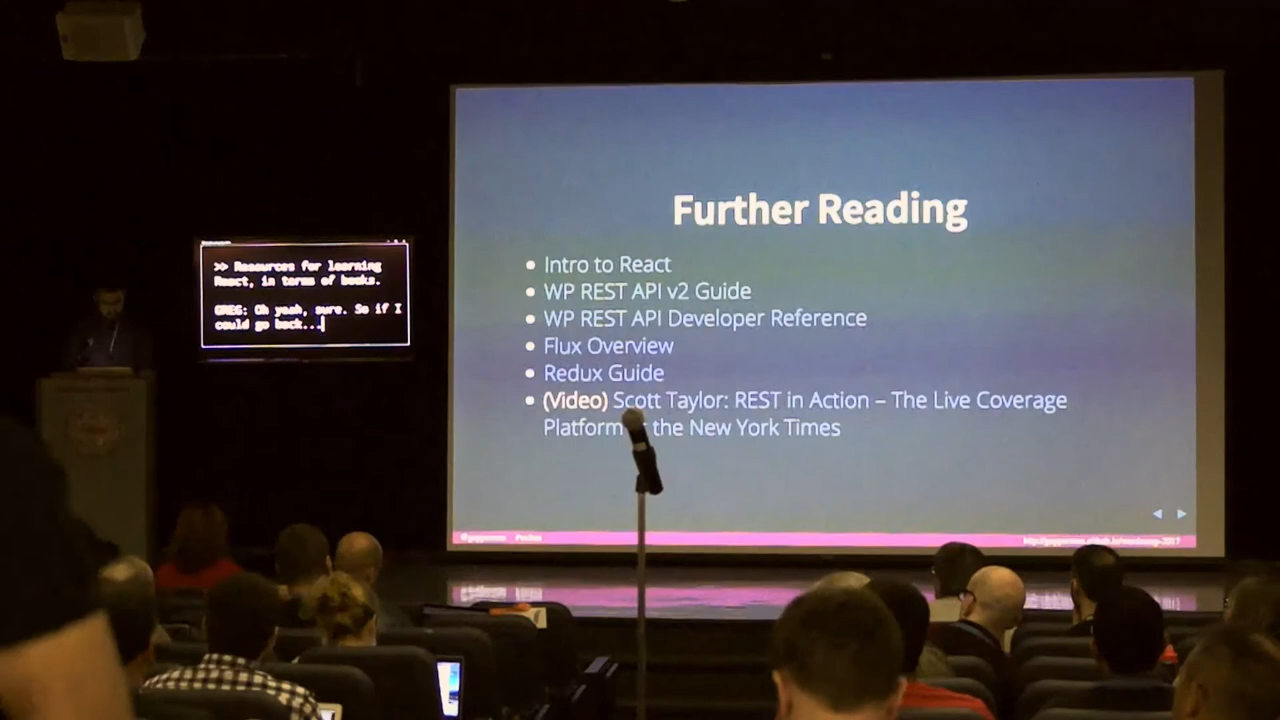 >> Resources for learning
React, in terms of books.
GREG: Oh yeah, sure. So if I
could go back...
Further Reading
Intro to React
WP REST API v2 Guide
WP REST API Developer Reference
Flux Overview
Redux Guide
(Video) Scott Taylor: REST in Action – The Live Coverage
Platform the New York Times